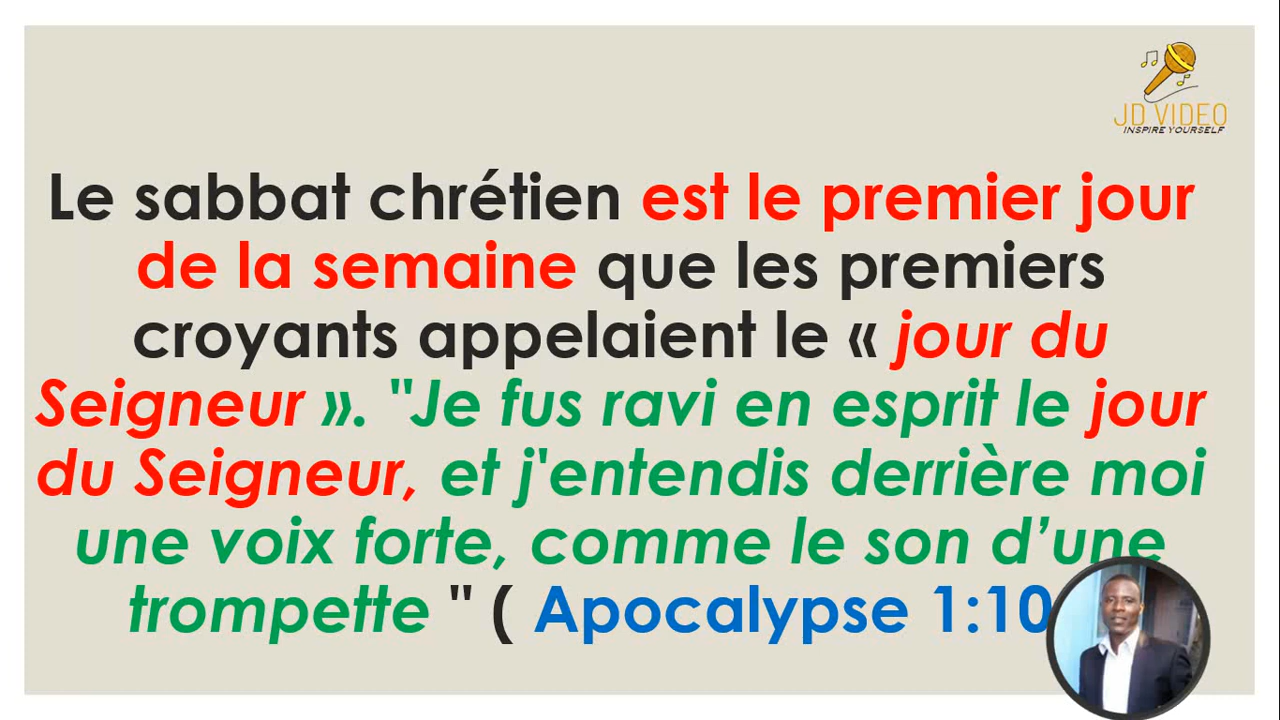 JD VIDEO
INSPIRE YOURSELF
Le sabbat chrétien est le premier jour
de la semaine que les premiers
croyants appelaient le « jour du
Seigneur ». "Je fus ravi en esprit le jour
du Seigneur, et j'entendis derrière moi
une voix forte, comme le son d’une
trompette " ( Apocalypse 1:10